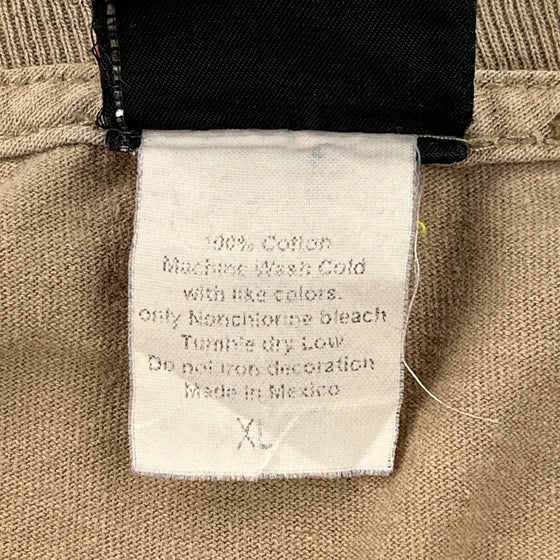 100% Cotton
Machine Wash Cold
with like colors.
only Nonchlorine bleach
Tumble dry Low
Do not iron decoration
Made in Mexico
XL